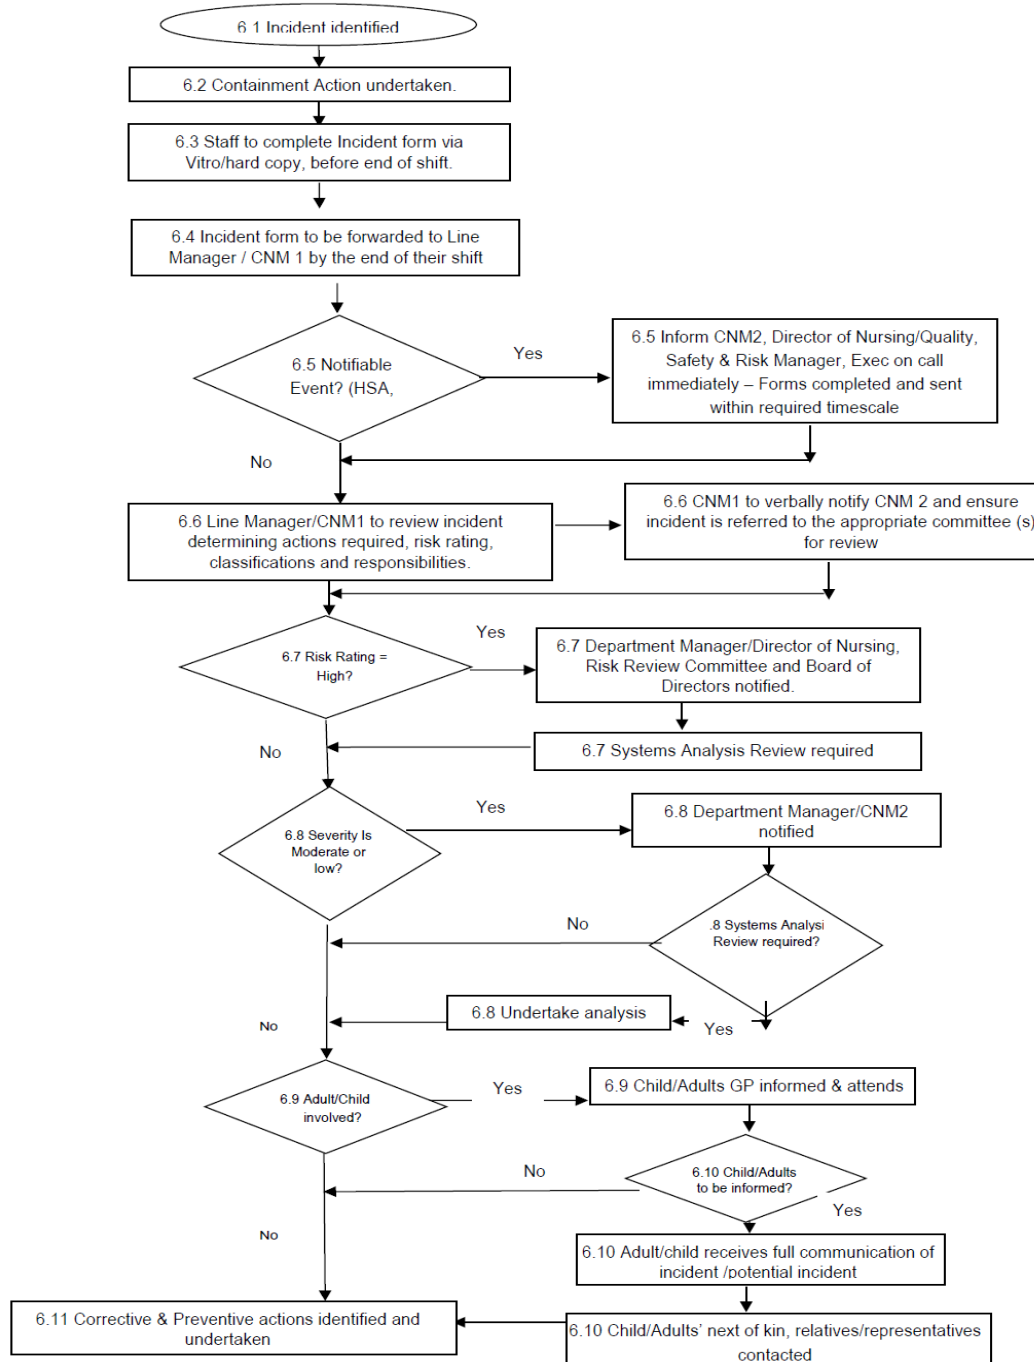 6.1 Incident identified
6.2 Containment Action undertaken.
6.3 Staff to complete Incident form via
Vitro/hard copy, before end of shift.
6.4 Incident form to be forwarded to Line
Manager / CNM 1 by the end of their shift
6.5 Notifiable
Event? (HSA,
Yes
6.5 Inform CNM2, Director of Nursing/Quality,
Safety & Risk Manager, Exec on call
immediately – Forms completed and sent
within required timescale
No
6.6 Line Manager/CNM1 to review incident
determining actions required, risk rating,
classifications and responsibilities.
6.6 CNM1 to verbally notify CNM 2 and ensure
incident is referred to the appropriate committee (s)
for review
6.7 Risk Rating =
High?
Yes
6.7 Department Manager/Director of Nursing,
Risk Review Committee and Board of
Directors notified.
No
6.7 Systems Analysis Review required
6.8 Severity Is
Moderate or
low?
Yes
6.8 Department Manager/CNM2
notified
.8 Systems Analysi
Review required?
No
6.8 Undertake analysis
Yes
No
6.9 Adult/Child
involved?
Yes
6.9 Child/Adults GP informed & attends
6.10 Child/Adults
to be informed?
No
Yes
No
6.10 Adult/child receives full communication of
incident /potential incident
6.11 Corrective & Preventive actions identified and
undertaken
6.10 Child/Adults' next of kin, relatives/representatives
contacted